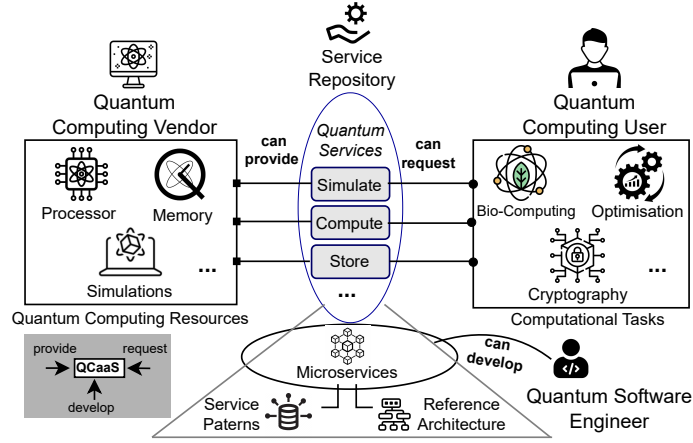 Service
Repository
Quantum
Computing Vendor
Quantum
Computing User
can
provide
Quantum
Services
can
request
Processor
Memory
Simulations
...
Simulate
Compute
Store
...
Bio-Computing
Optimisation
Cryptography
...
Quantum Computing Resources
Computational Tasks
provide
request
QCaaS
develop
Microservices
can
develop
Service
Paterns
Reference
Architecture
</>
Quantum Software
Engineer